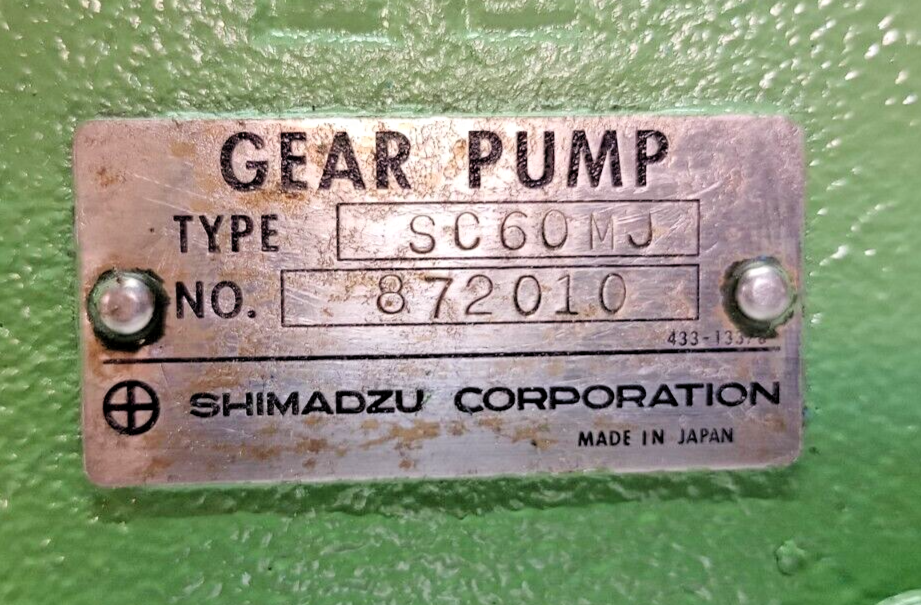 GEAR PUMP
TYPE SC60MJ
NO. 872010
SHIMADZU CORPORATION
MADE IN JAPAN